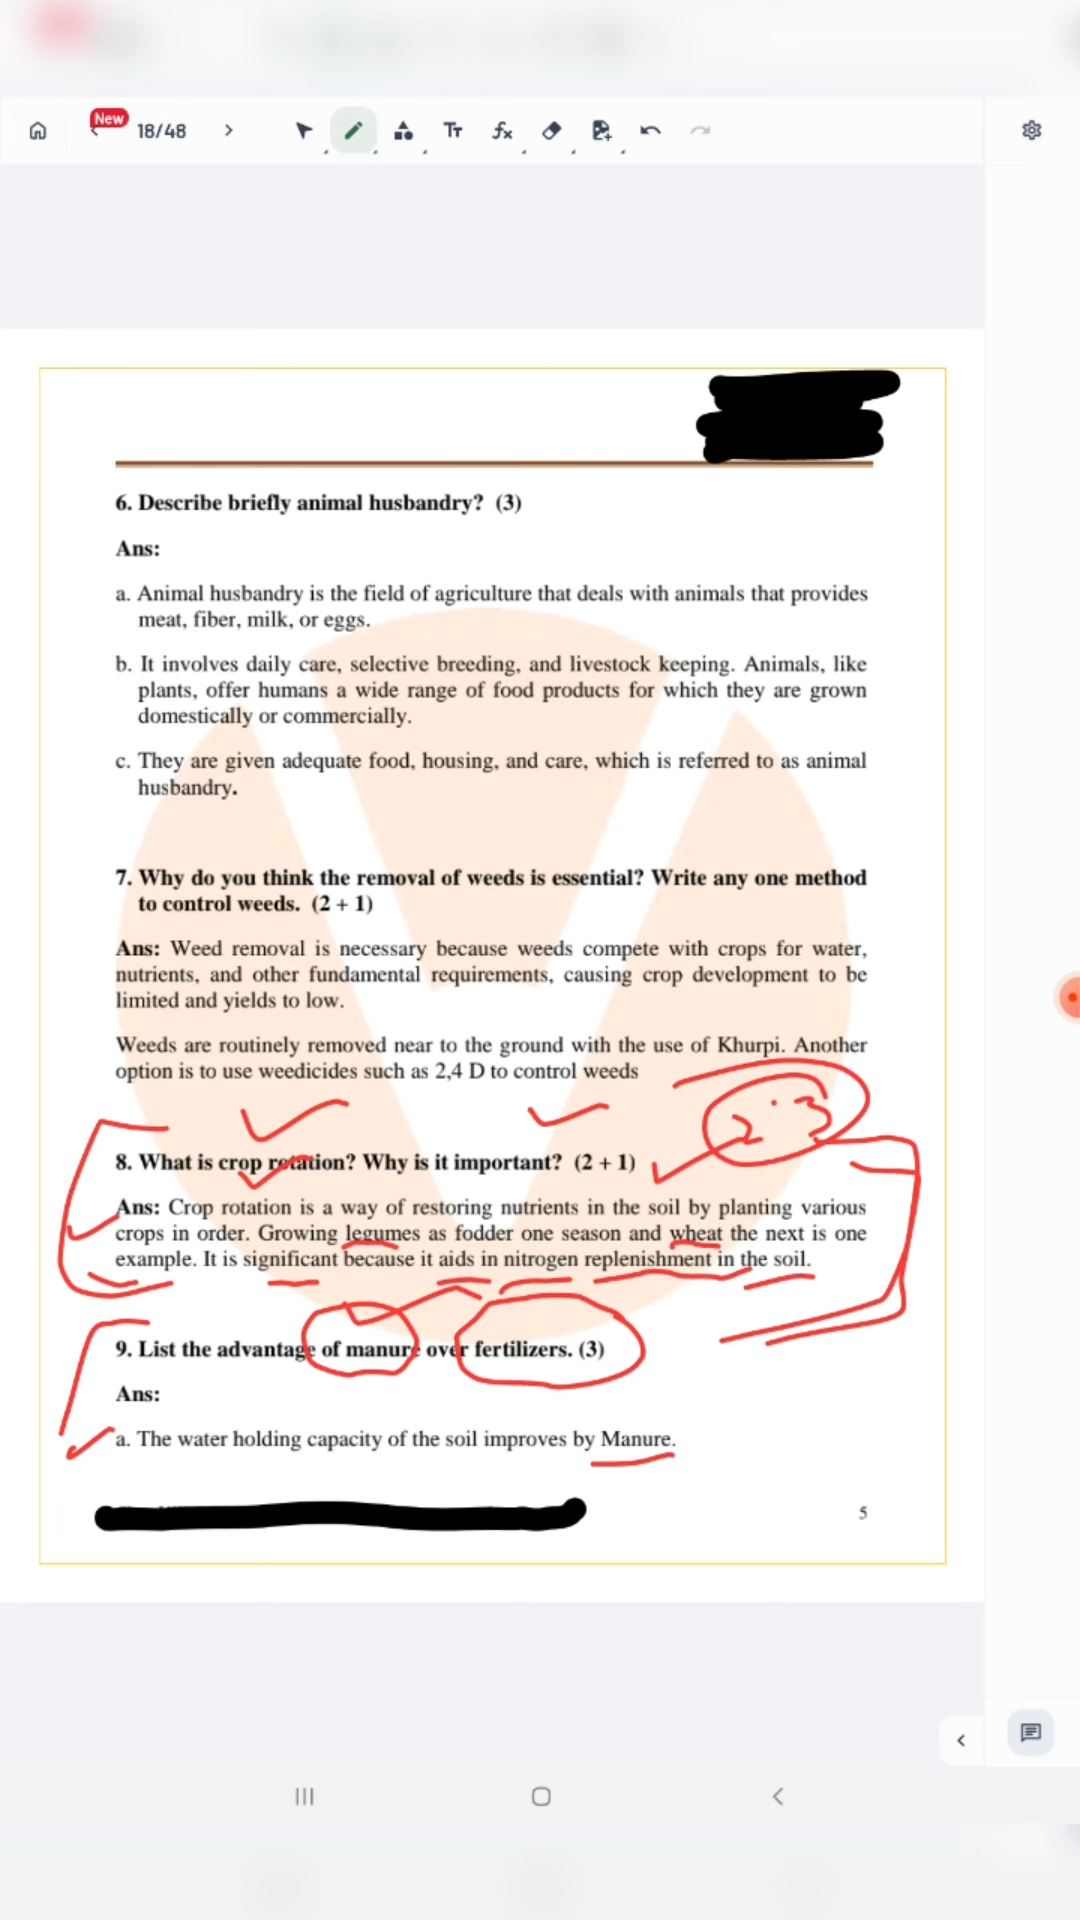 New
18/48
Tт
fx
6. Describe briefly animal husbandry? (3)
Ans:
a. Animal husbandry is the field of agriculture that deals with animals that provides
meat, fiber, milk, or eggs.
b. It involves daily care, selective breeding, and livestock keeping. Animals, like
plants, offer humans a wide range of food products for which they are grown
domestically or commercially.
c. They are given adequate food, housing, and care, which is referred to as animal
husbandry.
7. Why do you think the removal of weeds is essential? Write any one method
to control weeds. (2 + 1)
Ans: Weed removal is necessary because weeds compete with crops for water,
nutrients, and other fundamental requirements, causing crop development to be
limited and yields to low.
Weeds are routinely removed near to the ground with the use of Khurpi. Another
option is to use weedicides such as 2,4 D to control weeds
2·3
8. What is crop rotation? Why is it important? (2 + 1)
Ans: Crop rotation is a way of restoring nutrients in the soil by planting various
crops in order. Growing legumes as fodder one season and wheat the next is one
example. It is significant because it aids in nitrogen replenishment in the soil.
9. List the advantage of manure over fertilizers. (3)
Ans:
a. The water holding capacity of the soil improves by Manure.
5